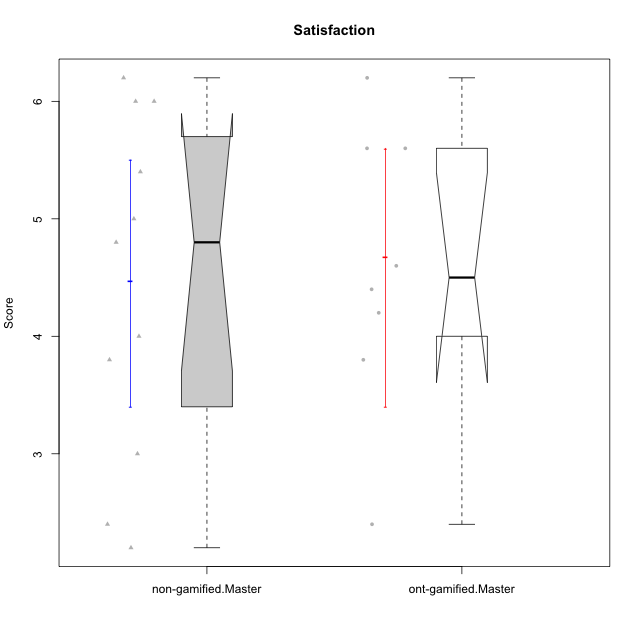 Satisfaction
6
5
4
3
Score
non-gamified.Master
ont-gamified.Master